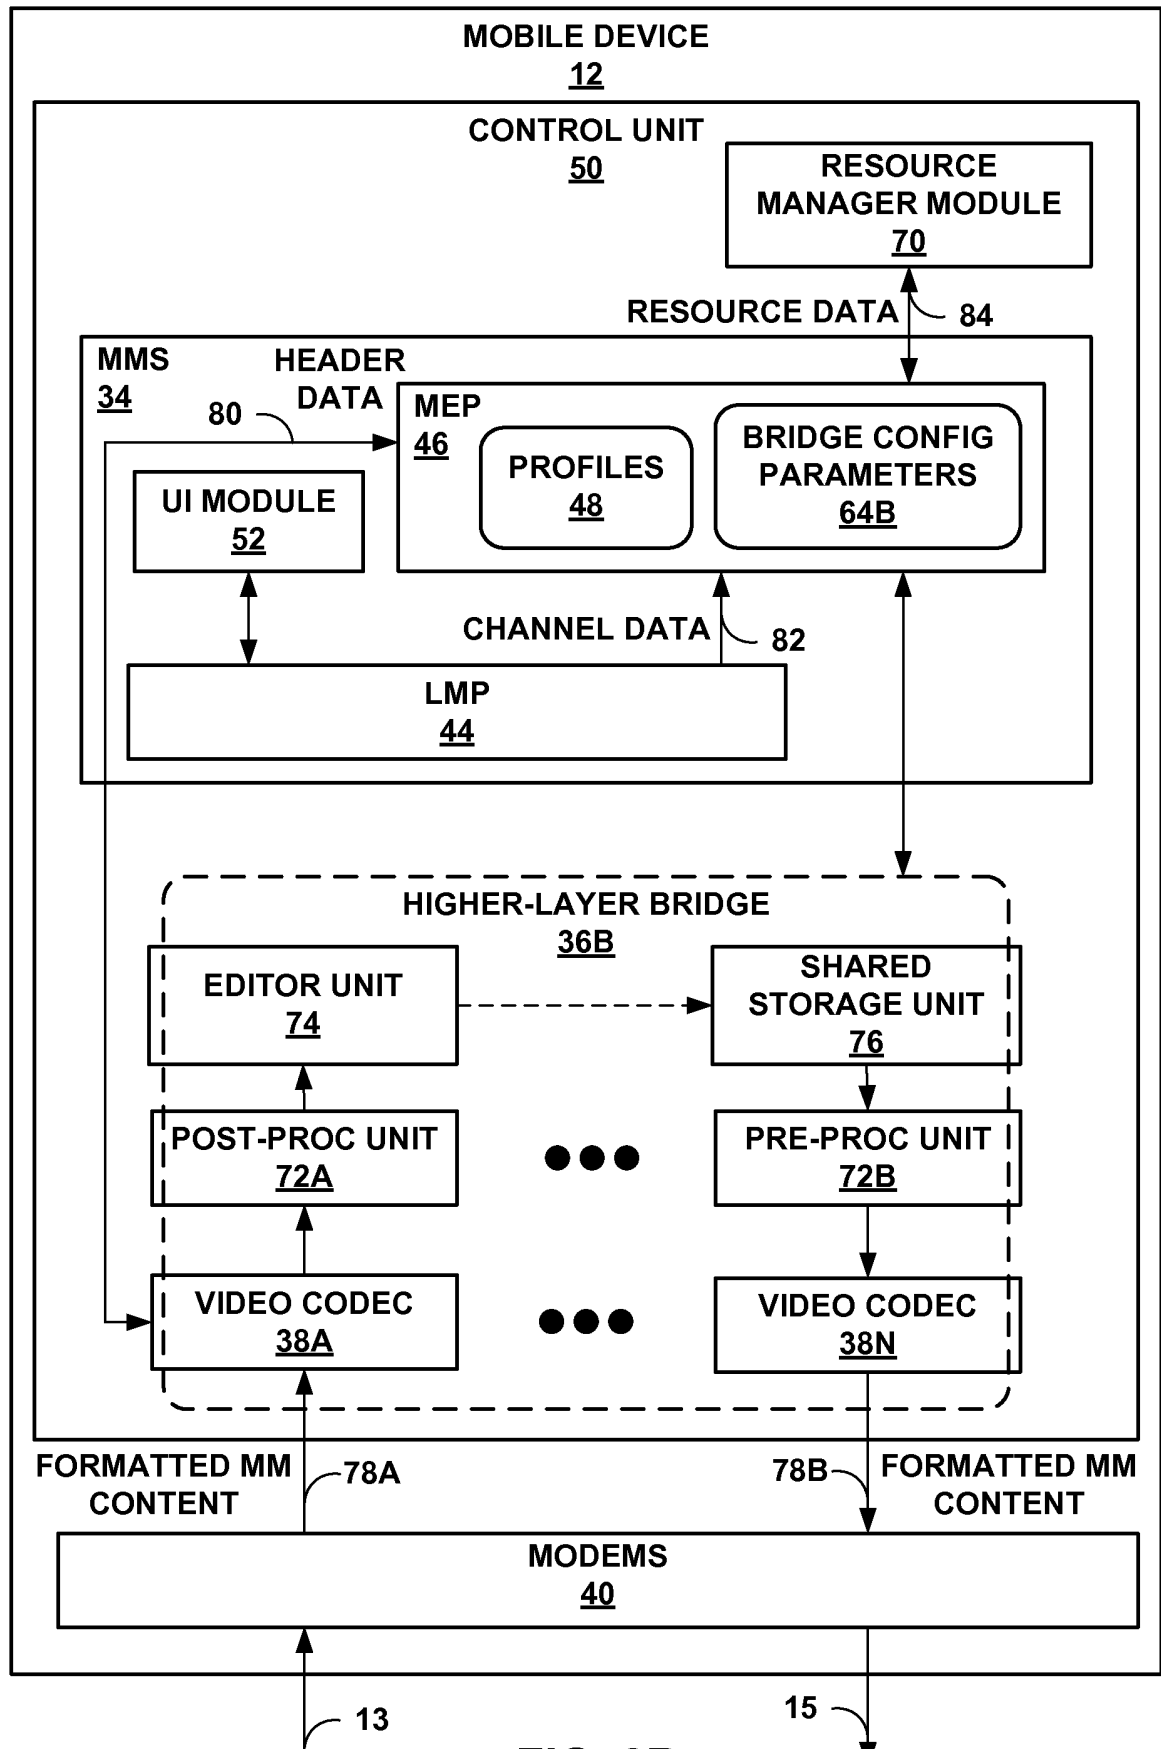 MOBILE DEVICE
12
CONTROL UNIT
50
RESOURCE
MANAGER MODULE
70
RESOURCE DATA
84
MMS
34
HEADER
DATA
80
MEP
46
PROFILES
48
BRIDGE CONFIG
PARAMETERS
64B
UI MODULE
52
CHANNEL DATA
82
LMP
44
HIGHER-LAYER BRIDGE
36B
EDITOR UNIT
74
SHARED
STORAGE UNIT
76
POST-PROC UNIT
72A
PRE-PROC UNIT
72B
VIDEO CODEC
38A
VIDEO CODEC
38N
FORMATTED MM
CONTENT
78A
78B
FORMATTED MM
CONTENT
MODEMS
40
13
15